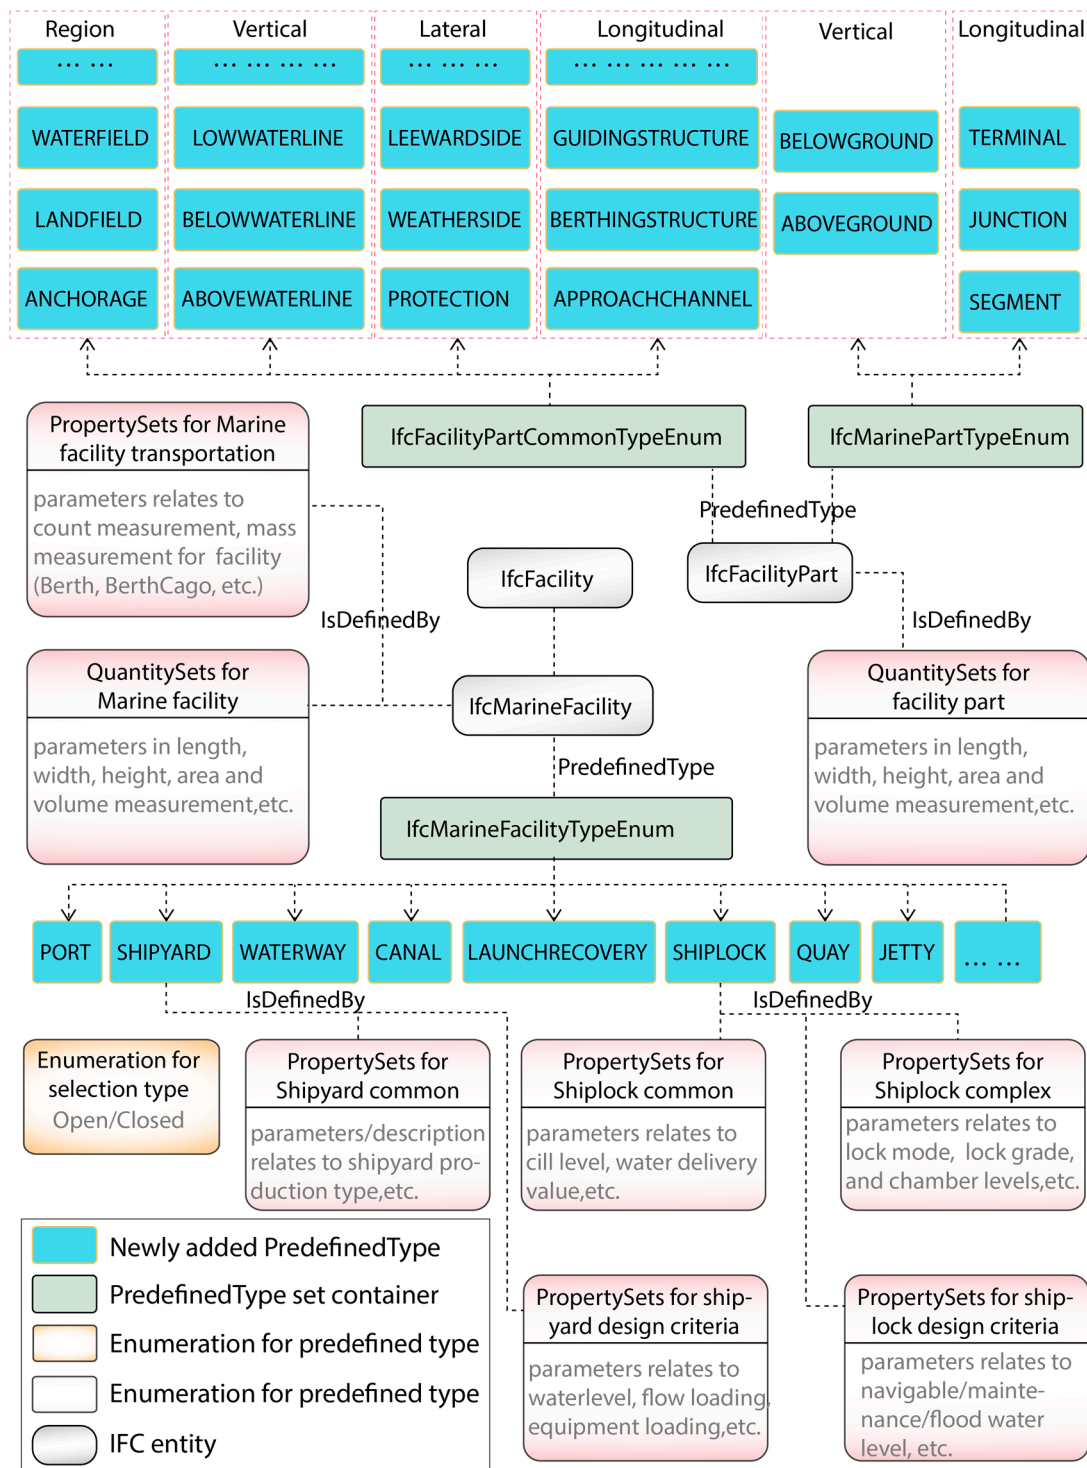 Region
Vertical
Lateral
Longitudinal
Vertical
Longitudinal
... ...
... ... ... ...
... ... ...
... ... ... ... ...
WATERFIELD
LOWWATERLINE
LEEWARDSIDE
GUIDINGSTRUCTURE
BELOWGROUND
TERMINAL
LANDFIELD
BELOWWATERLINE
WEATHERSIDE
BERTHINGSTRUCTURE
ABOVEGROUND
JUNCTION
ANCHORAGE
ABOVEWATERLINE
PROTECTION
APPROACHCHANNEL
SEGMENT
PropertySets for Marine
facility transportation
parameters relates to
count measurement, mass
measurement for facility
(Berth, BerthCago, etc.)
IfcFacilityPartCommonTypeEnum
IfcMarinePartTypeEnum
PredefinedType
IfcFacility
IfcFacilityPart
IsDefinedBy
IsDefinedBy
QuantitySets for
Marine facility
parameters in length,
width, height, area and
volume measurement,etc.
IfcMarineFacility
QuantitySets for
facility part
parameters in length,
width, height, area and
volume measurement,etc.
PredefinedType
IfcMarineFacilityTypeEnum
PORT
SHIPYARD
WATERWAY
CANAL
LAUNCHRECOVERY
SHIPLOCK
QUAY
JETTY
... ...
IsDefinedBy
IsDefinedBy
Enumeration for
selection type
Open/Closed
PropertySets for
Shipyard common
parameters/description
relates to shipyard pro-
duction type,etc.
PropertySets for
Shiplock common
parameters relates to
cill level, water delivery
value,etc.
PropertySets for
Shiplock complex
parameters relates to
lock mode, lock grade,
and chamber levels,etc.
Newly added PredefinedType
PredefinedType set container
Enumeration for predefined type
Enumeration for predefined type
IFC entity
PropertySets for ship-
yard design criteria
parameters relates to
waterlevel, flow loading,
equipment loading,etc.
PropertySets for ship-
lock design criteria
parameters relates to
navigable/mainte-
nance/flood water
level, etc.